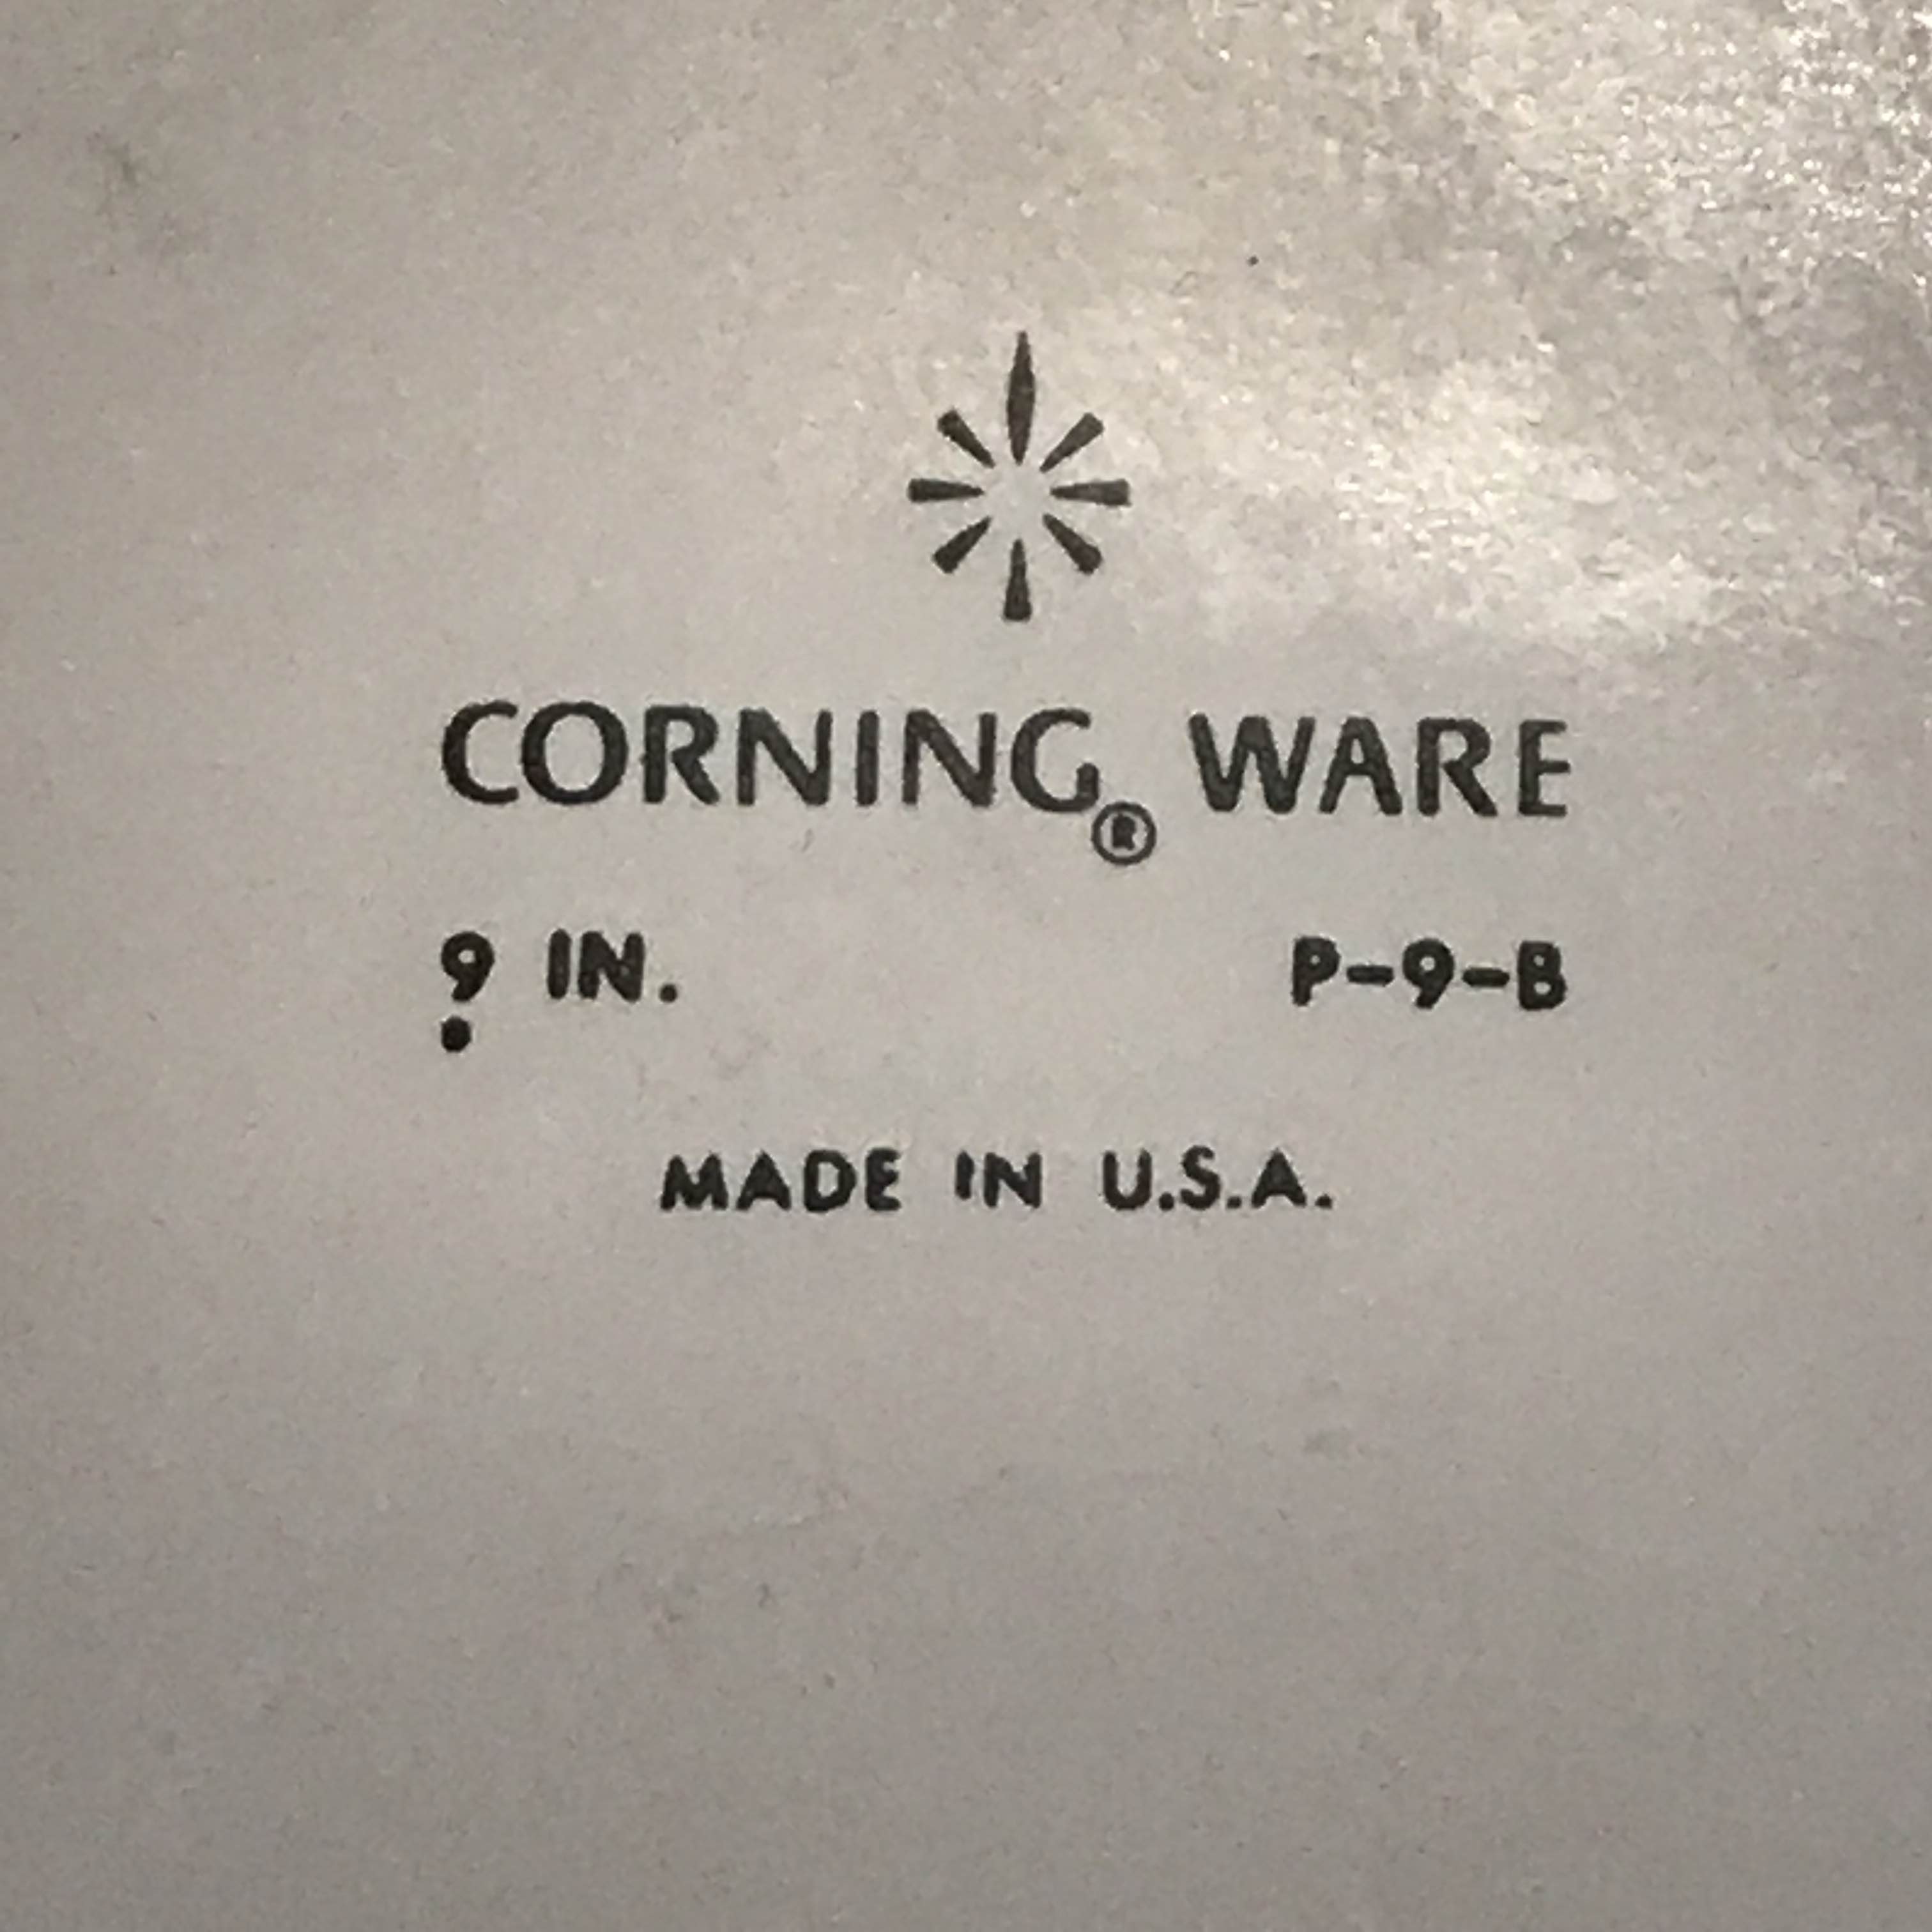 CORNING® WARE
9 IN. P-9-B
MADE IN U.S.A.